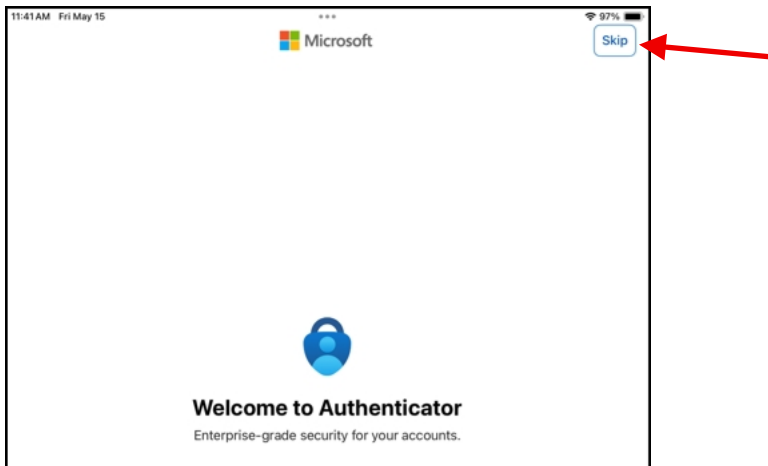 11:41 AM Fri May 15
97%
Microsoft
Skip
Welcome to Authenticator
Enterprise-grade security for your accounts.